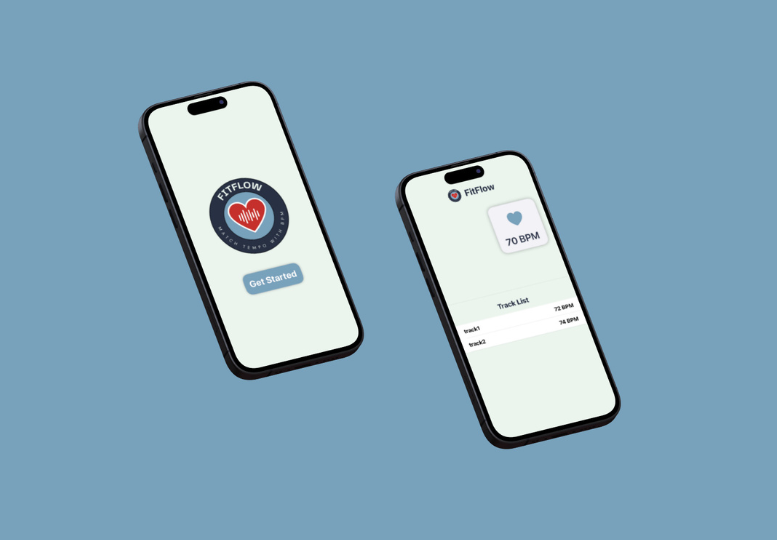 FITFLOW
MATCH TEMPO WITH BPM
Get Started
FitFlow
70 BPM
Track List
track1 72 BPM
track2 74 BPM